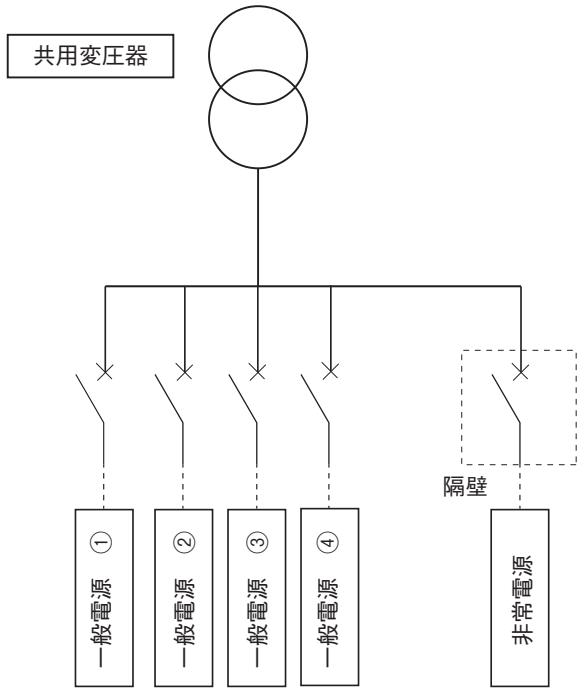 共用変圧器
隔壁
一般電源 ①
一般電源 ②
一般電源 ③
一般電源 ④
非常電源